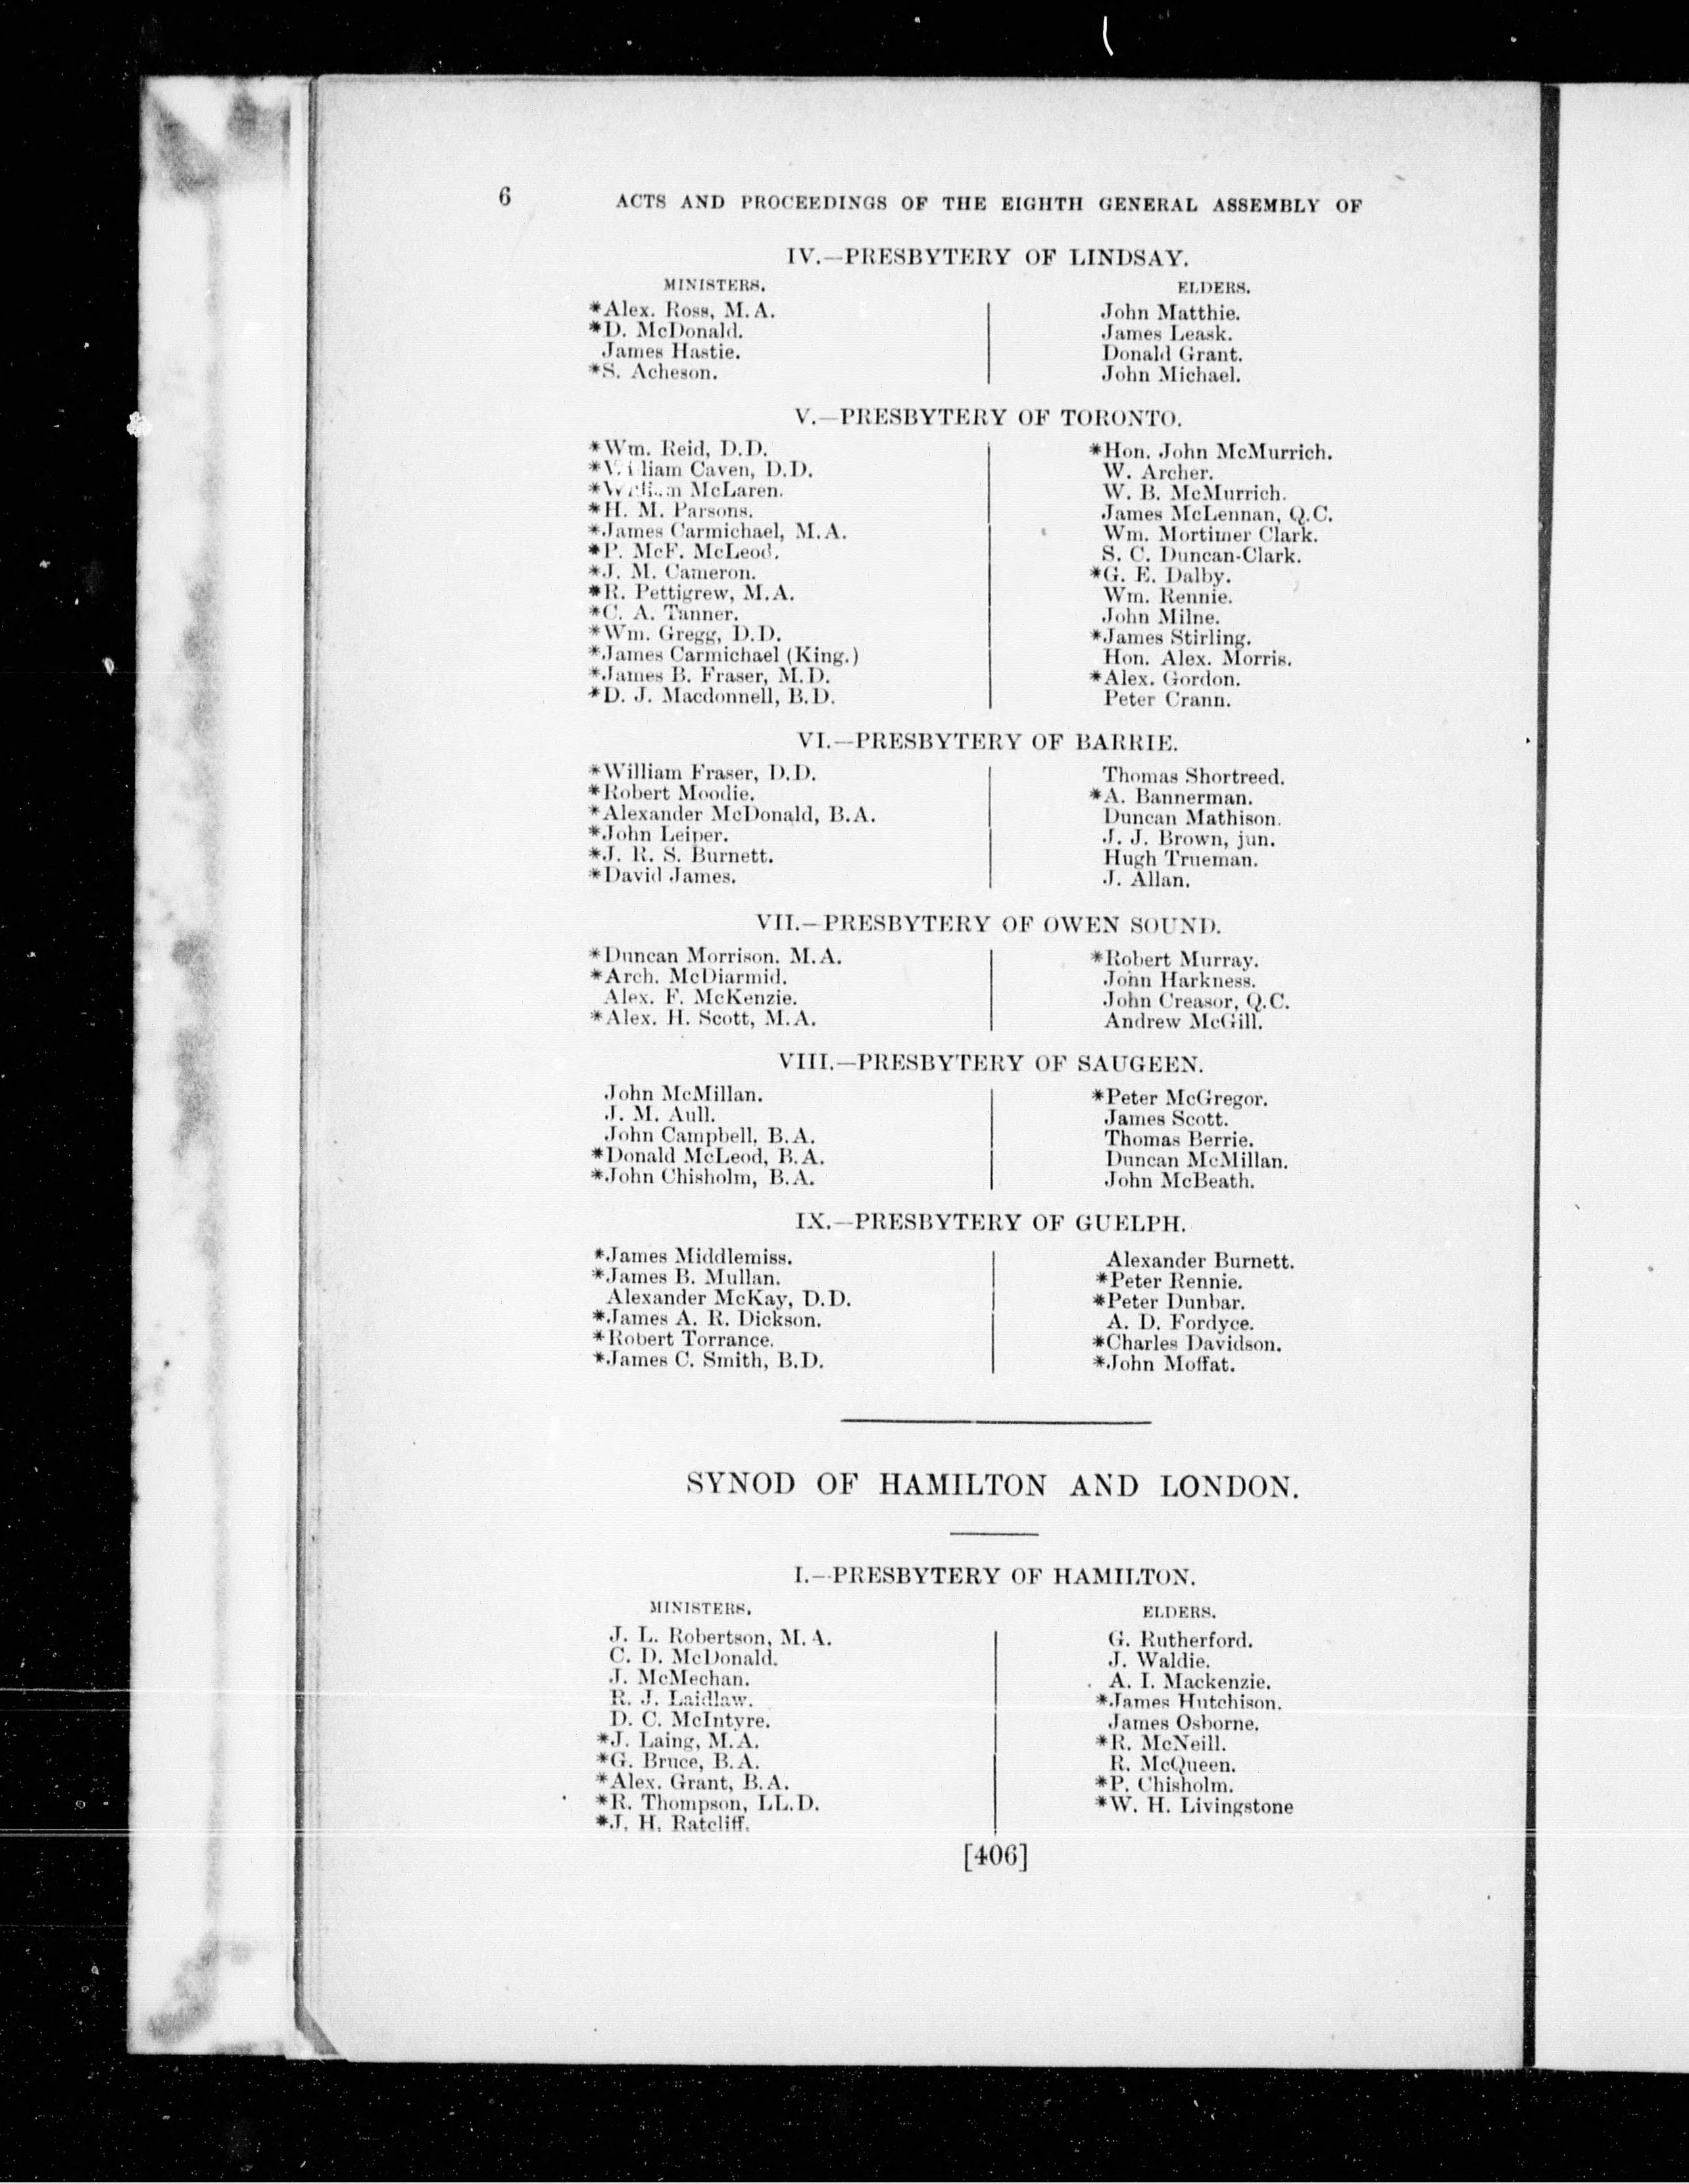 6 ACTS AND PROCEEDINGS OF THE EIGHTH GENERAL ASSEMBLY OF
IV.—PRESBYTERY OF LINDSAY.
MINISTERS.
*Alex. Ross, M.A.
*D. McDonald.
James Hastie.
*S. Acheson.
ELDERS.
John Matthie.
James Leask.
Donald Grant.
John Michael.
V.—PRESBYTERY OF TORONTO.
*Wm. Reid, D.D.
*William Caven, D.D.
*William McLaren.
*H. M. Parsons.
*James Carmichael, M.A.
*P. McF. McLeod.
*J. M. Cameron.
*R. Pettigrew, M.A.
*C. A. Tanner.
*Wm. Gregg, D.D.
*James Carmichael (King.)
*James B. Fraser, M.D.
*D. J. Macdonnell, B.D.
*Hon. John McMurrich.
W. Archer.
W. B. McMurrich.
James McLennan, Q.C.
Wm. Mortimer Clark.
S. C. Duncan-Clark.
*G. E. Dalby.
Wm. Rennie.
John Milne.
*James Stirling.
Hon. Alex. Morris.
*Alex. Gordon.
Peter Crann.
VI.—PRESBYTERY OF BARRIE.
*William Fraser, D.D.
*Robert Moodie.
*Alexander McDonald, B.A.
*John Leiper.
*J. R. S. Burnett.
*David James.
Thomas Shortreed.
*A. Bannerman.
Duncan Mathison.
J. J. Brown, jun.
Hugh Trueman.
J. Allan.
VII.—PRESBYTERY OF OWEN SOUND.
*Duncan Morrison. M.A.
*Arch. McDiarmid.
Alex. F. McKenzie.
*Alex. H. Scott, M.A.
*Robert Murray.
John Harkness.
John Creasor, Q.C.
Andrew McGill.
VIII.—PRESBYTERY OF SAUGEEN.
John McMillan.
J. M. Aull.
John Campbell, B.A.
*Donald McLeod, B.A.
*John Chisholm, B.A.
*Peter McGregor.
James Scott.
Thomas Berrie.
Duncan McMillan.
John McBeath.
IX.—PRESBYTERY OF GUELPH.
*James Middlemiss.
*James B. Mullan.
Alexander McKay, D.D.
*James A. R. Dickson.
*Robert Torrance.
*James C. Smith, B.D.
Alexander Burnett.
*Peter Rennie.
*Peter Dunbar.
A. D. Fordyce.
*Charles Davidson.
*John Moffat.
SYNOD OF HAMILTON AND LONDON.
I.—PRESBYTERY OF HAMILTON.
MINISTERS.
J. L. Robertson, M.A.
C. D. McDonald.
J. McMechan.
R. J. Laidlaw.
D. C. McIntyre.
*J. Laing, M.A.
*G. Bruce, B.A.
*Alex. Grant, B.A.
*R. Thompson, LL.D.
*J. H. Ratcliff.
ELDERS.
G. Rutherford.
J. Waldie.
A. I. Mackenzie.
*James Hutchison.
James Osborne.
*R. McNeill.
R. McQueen.
*P. Chisholm.
*W. H. Livingstone
[406]